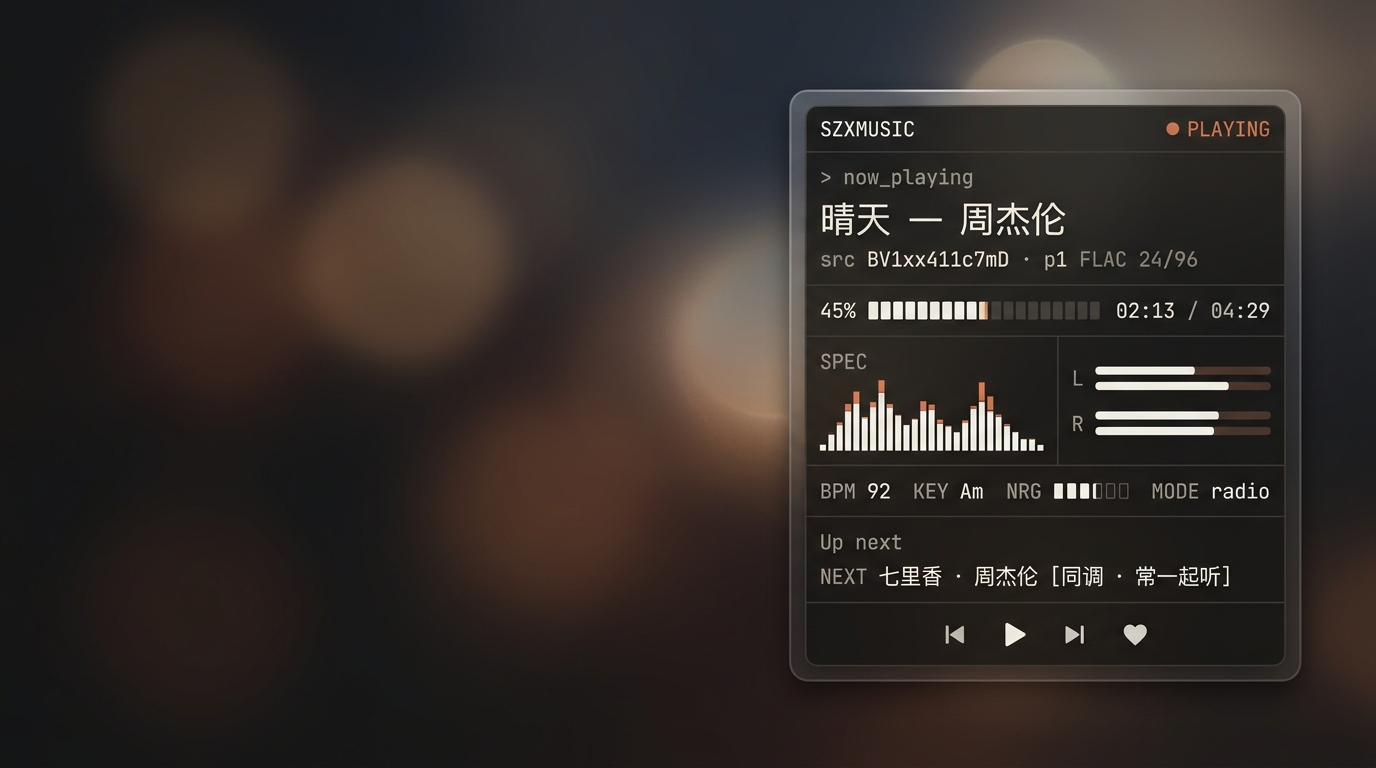 SZXMUSIC
PLAYING
> now_playing
晴天 — 周杰伦
src BV1xx411c7mD · p1 FLAC 24/96
45% 02:13 / 04:29
SPEC
L
R
BPM 92 KEY Am NRG MODE radio
Up next
NEXT 七里香 · 周杰伦 [同调 · 常一起听]